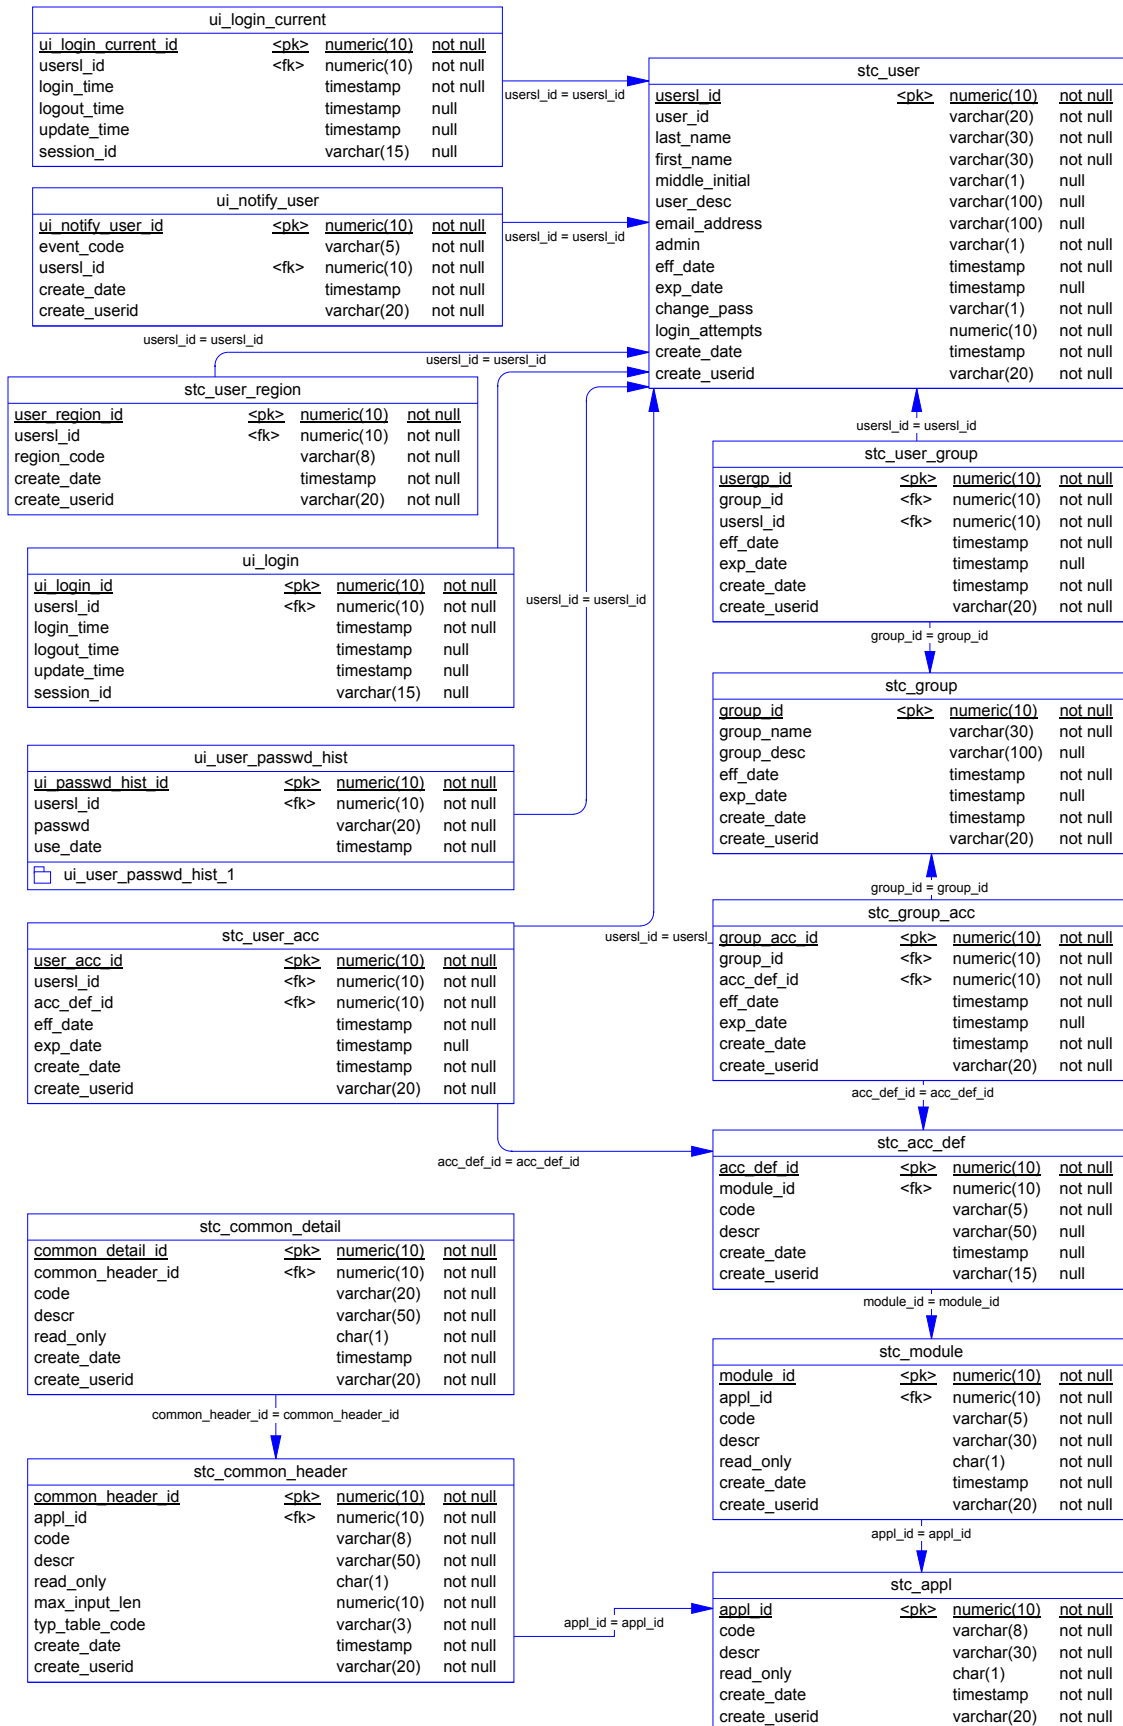 ui_login_current
ui_login_current_id <pk> numeric(10) not null
usersl_id <fk> numeric(10) not null
login_time timestamp not null
logout_time timestamp null
update_time timestamp null
session_id varchar(15) null
usersl_id = usersl_id
ui_notify_user
ui_notify_user_id <pk> numeric(10) not null
event_code varchar(5) not null
usersl_id <fk> numeric(10) not null
create_date timestamp not null
create_userid varchar(20) not null
usersl_id = usersl_id
stc_user
usersl_id <pk> numeric(10) not null
user_id varchar(20) not null
last_name varchar(30) not null
first_name varchar(30) not null
middle_initial varchar(1) null
user_desc varchar(100) null
email_address varchar(100) null
admin varchar(1) not null
eff_date timestamp not null
exp_date timestamp null
change_pass varchar(1) not null
login_attempts numeric(10) not null
create_date timestamp not null
create_userid varchar(20) not null
usersl_id = usersl_id
usersl_id = usersl_id
stc_user_region
user_region_id <pk> numeric(10) not null
usersl_id <fk> numeric(10) not null
region_code varchar(8) not null
create_date timestamp not null
create_userid varchar(20) not null
usersl_id = usersl_id
stc_user_group
usergp_id <pk> numeric(10) not null
group_id <fk> numeric(10) not null
usersl_id <fk> numeric(10) not null
eff_date timestamp not null
exp_date timestamp null
create_date timestamp not null
create_userid varchar(20) not null
ui_login
ui_login_id <pk> numeric(10) not null
usersl_id <fk> numeric(10) not null
login_time timestamp not null
logout_time timestamp null
update_time timestamp null
session_id varchar(15) null
usersl_id = usersl_id
group_id = group_id
stc_group
group_id <pk> numeric(10) not null
group_name varchar(30) not null
group_desc varchar(100) null
eff_date timestamp not null
exp_date timestamp null
create_date timestamp not null
create_userid varchar(20) not null
ui_user_passwd_hist
ui_passwd_hist_id <pk> numeric(10) not null
usersl_id <fk> numeric(10) not null
passwd varchar(20) not null
use_date timestamp not null
ui_user_passwd_hist_1
group_id = group_id
stc_group_acc
group_acc_id <pk> numeric(10) not null
group_id <fk> numeric(10) not null
acc_def_id <fk> numeric(10) not null
eff_date timestamp not null
exp_date timestamp null
create_date timestamp not null
create_userid varchar(20) not null
usersl_id = usersl_
stc_user_acc
user_acc_id <pk> numeric(10) not null
usersl_id <fk> numeric(10) not null
acc_def_id <fk> numeric(10) not null
eff_date timestamp not null
exp_date timestamp null
create_date timestamp not null
create_userid varchar(20) not null
acc_def_id = acc_def_id
acc_def_id = acc_def_id
stc_acc_def
acc_def_id <pk> numeric(10) not null
module_id <fk> numeric(10) not null
code varchar(5) not null
descr varchar(50) null
create_date timestamp null
create_userid varchar(15) null
stc_common_detail
common_detail_id <pk> numeric(10) not null
common_header_id <fk> numeric(10) not null
code varchar(20) not null
descr varchar(50) not null
read_only char(1) not null
create_date timestamp not null
create_userid varchar(20) not null
module_id = module_id
stc_module
module_id <pk> numeric(10) not null
appl_id <fk> numeric(10) not null
code varchar(5) not null
descr varchar(30) not null
read_only char(1) not null
create_date timestamp not null
create_userid varchar(20) not null
common_header_id = common_header_id
stc_common_header
common_header_id <pk> numeric(10) not null
appl_id <fk> numeric(10) not null
code varchar(8) not null
descr varchar(50) not null
read_only char(1) not null
max_input_len numeric(10) not null
typ_table_code varchar(3) not null
create_date timestamp not null
create_userid varchar(20) not null
appl_id = appl_id
appl_id = appl_id
stc_appl
appl_id <pk> numeric(10) not null
code varchar(8) not null
descr varchar(30) not null
read_only char(1) not null
create_date timestamp not null
create_userid varchar(20) not null